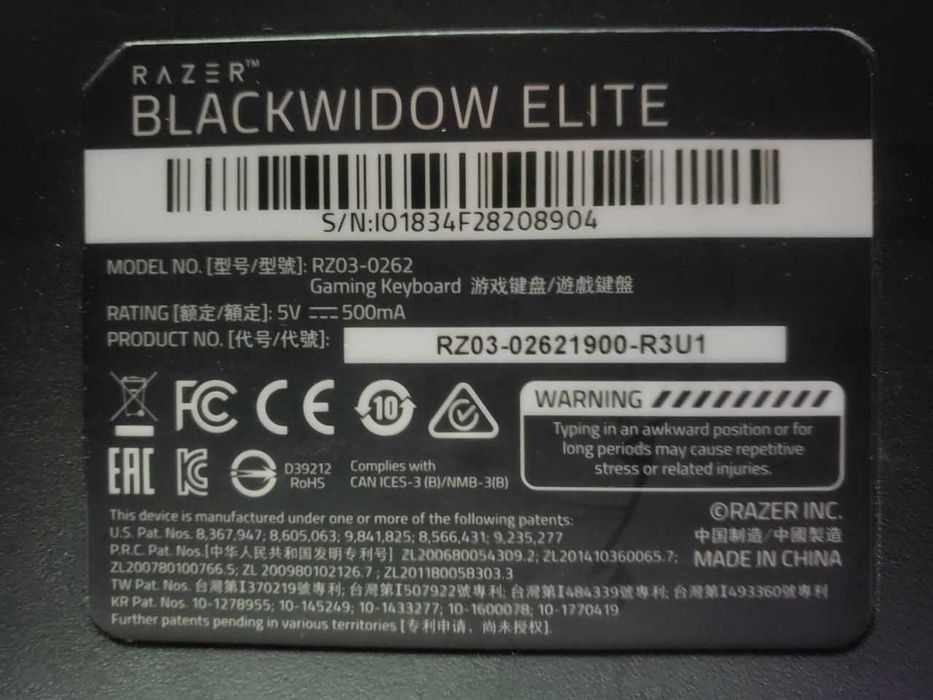 RAZER™
BLACKWIDOW ELITE
S/N:IO1834F28208904
MODEL NO. [型号/型號]: RZ03-0262
Gaming Keyboard 游戏键盘/遊戲鍵盤
RATING [额定/額定]: 5V ⎓ 500mA
PRODUCT NO. [代号/代號]:
RZ03-02621900-R3U1
FC CE 10
WARNING
Typing in an awkward position or for
long periods may cause repetitive
stress or related injuries.
EAC KC D39212
RoHS
Complies with
CAN ICES-3 (B)/NMB-3(B)
©RAZER INC.
中国制造/中國製造
MADE IN CHINA
This device is manufactured under one or more of the following patents:
U.S. Pat. Nos. 8,367,947; 8,605,063; 9,841,825; 8,566,431; 9,235,277
P.R.C. Pat. Nos.[中华人民共和国发明专利号] ZL200680054309.2; ZL201410360065.7;
ZL200780100766.5; ZL 200980102126.7 ; ZL201180058303.3
TW Pat. Nos. 台灣第I370219號專利; 台灣第I507922號專利; 台灣第I484339號專利; 台灣第I493360號專利
KR Pat. Nos. 10-1278955; 10-145249; 10-1433277; 10-1600078; 10-1770419
Further patents pending in various territories [专利申请，尚未授权].